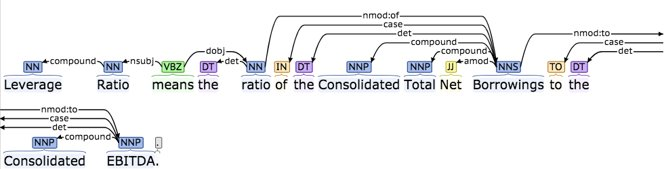 nmod:of
case
det
compound
dobj
compound nsubj det compound amod nmod:to
case
det
NN NN VBZ DT NN IN DT NNP NNP JJ NNS TO DT
Leverage Ratio means the ratio of the Consolidated Total Net Borrowings to the
nmod:to
case
det
compound
NNP NNP .
Consolidated EBITDA.